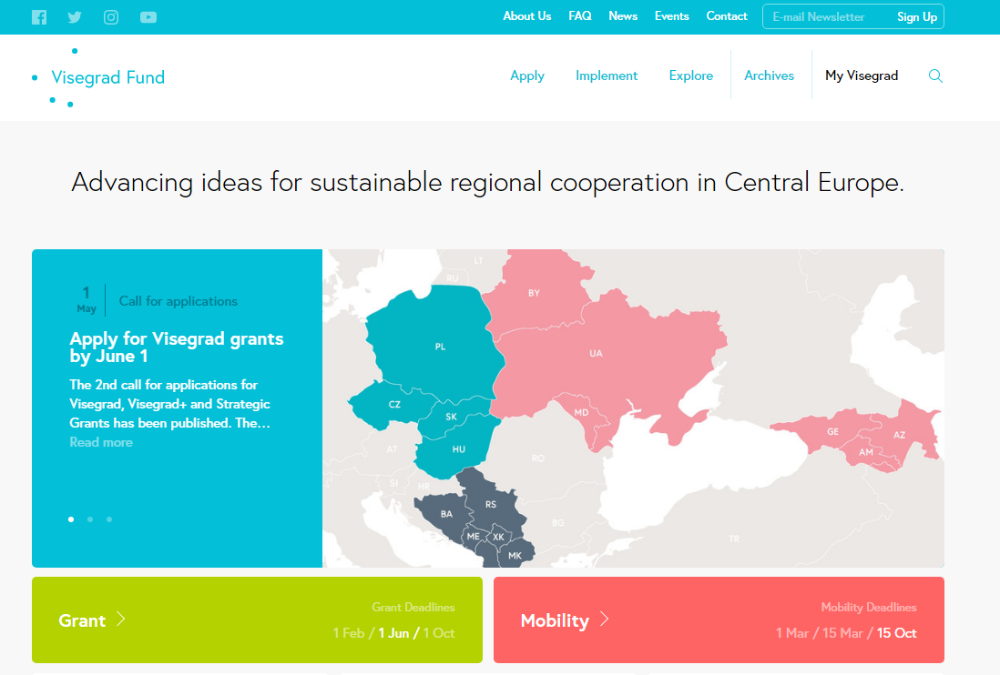 About Us FAQ News Events Contact E-mail Newsletter Sign Up
Visegrad Fund
Apply Implement Explore Archives My Visegrad
Advancing ideas for sustainable regional cooperation in Central Europe.
1
May
Call for applications
Apply for Visegrad grants
by June 1
The 2nd call for applications for
Visegrad, Visegrad+ and Strategic
Grants has been published. The...
Read more
LT
RU
BY
PL
UA
CZ
MD
SK
GE
AZ
HU
AM
AT
RO
SI
HR
RS
BA
BG
ME
XK
TR
MK
Grant
Grant Deadlines
1 Feb / 1 Jun / 1 Oct
Mobility
Mobility Deadlines
1 Mar / 15 Mar / 15 Oct